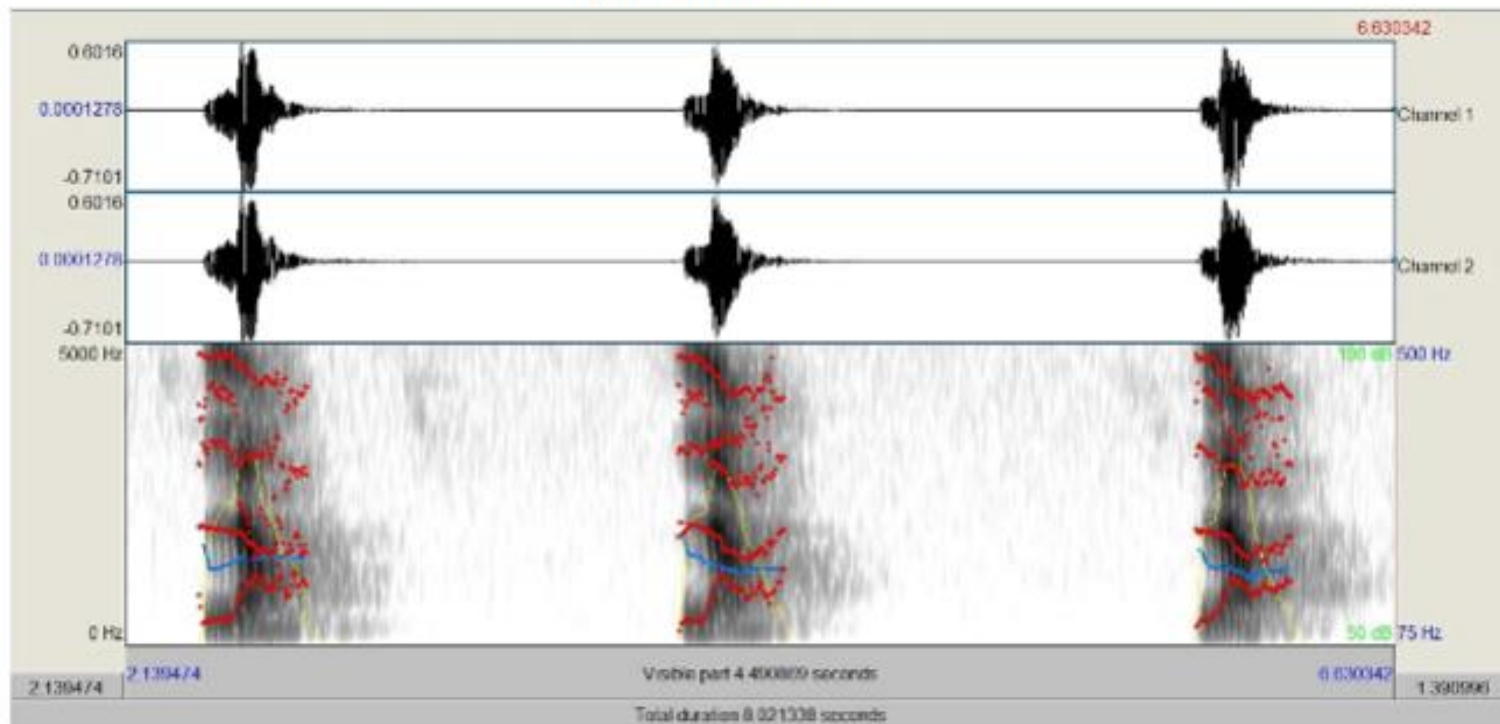 6.630342
0.6016
0.0001278
-0.7101
Channel 1
0.6016
0.0001278
-0.7101
Channel 2
5000 Hz
100 dB 500 Hz
0 Hz
50 dB 75 Hz
2.139474
2.139474
Visible part 4.490869 seconds
6.630342
1.390996
Total duration 8.021338 seconds